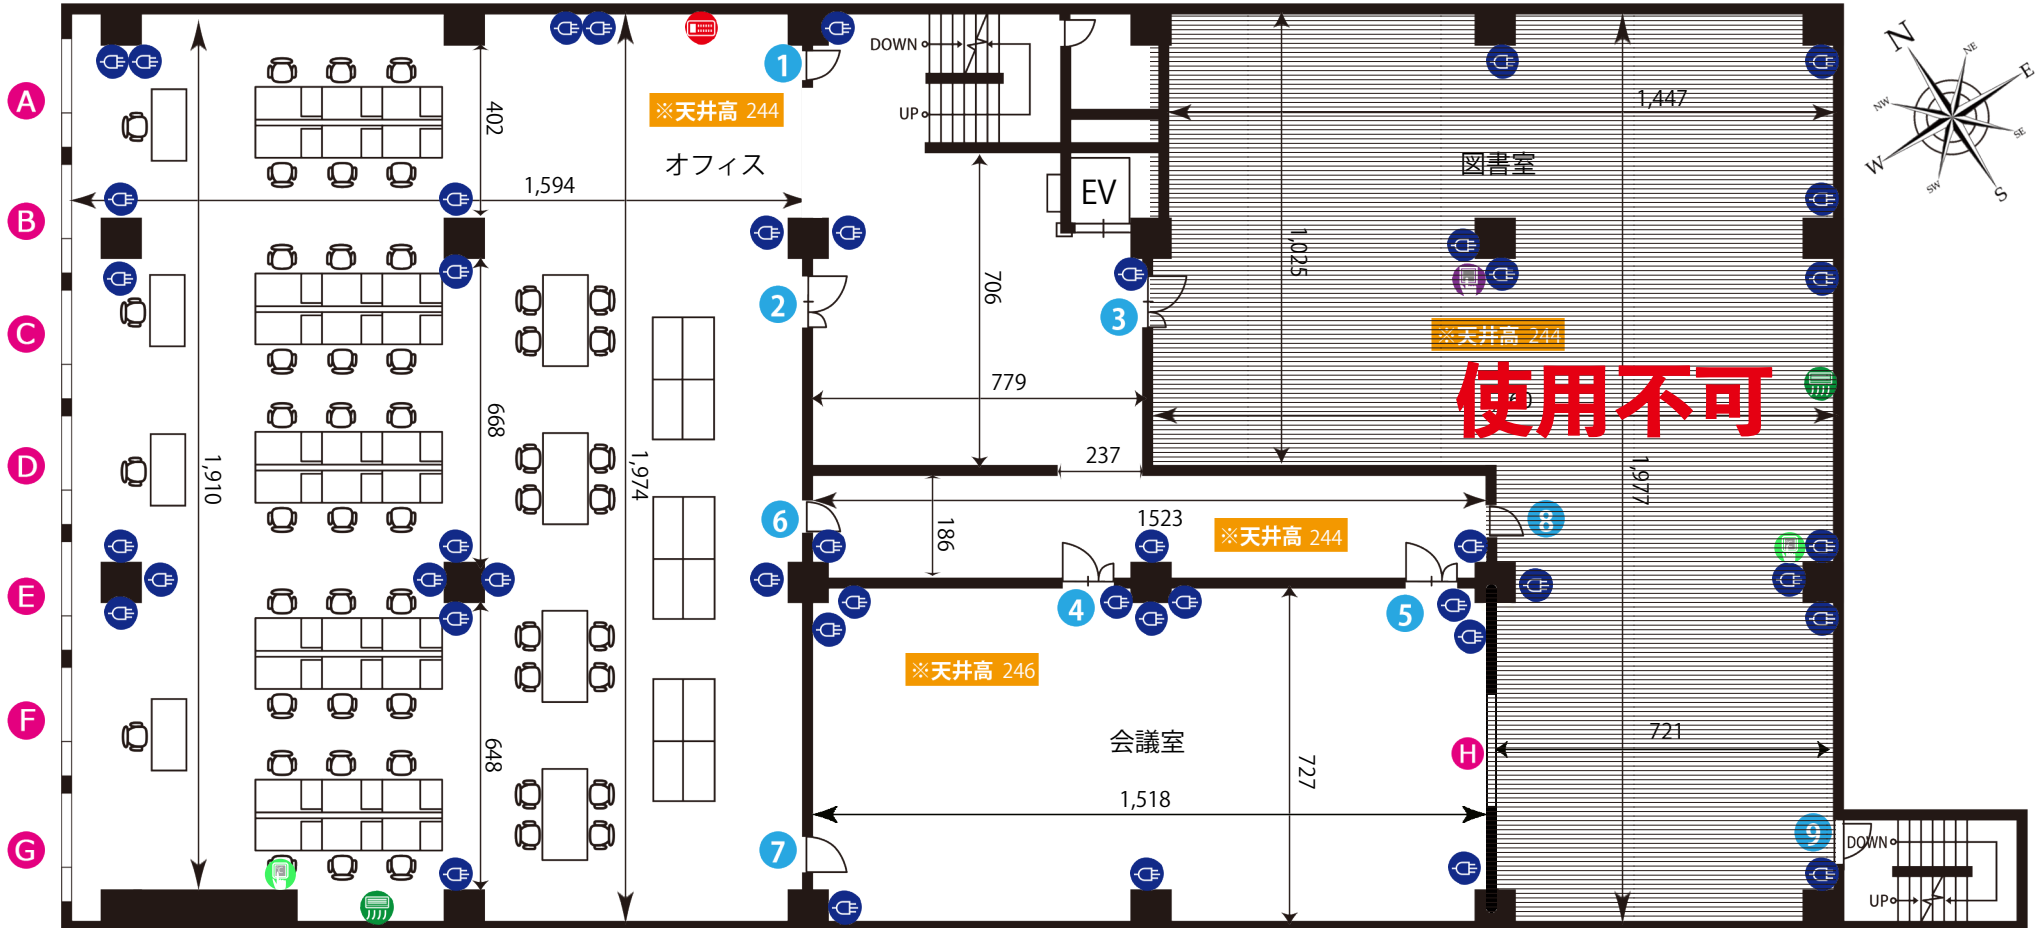 A
B
C
D
E
F
G
H
1
2
3
4
5
6
7
8
9
※天井高 244
オフィス
1,594
402
668
648
1,910
1,974
DOWN
UP
EV
706
779
237
186
1523
※天井高 244
※天井高 246
会議室
1,518
727
図書室
1,447
1,025
※天井高 244
使用不可
1,977
721
DOWN
UP
N
NE
E
SE
S
SW
W
NW